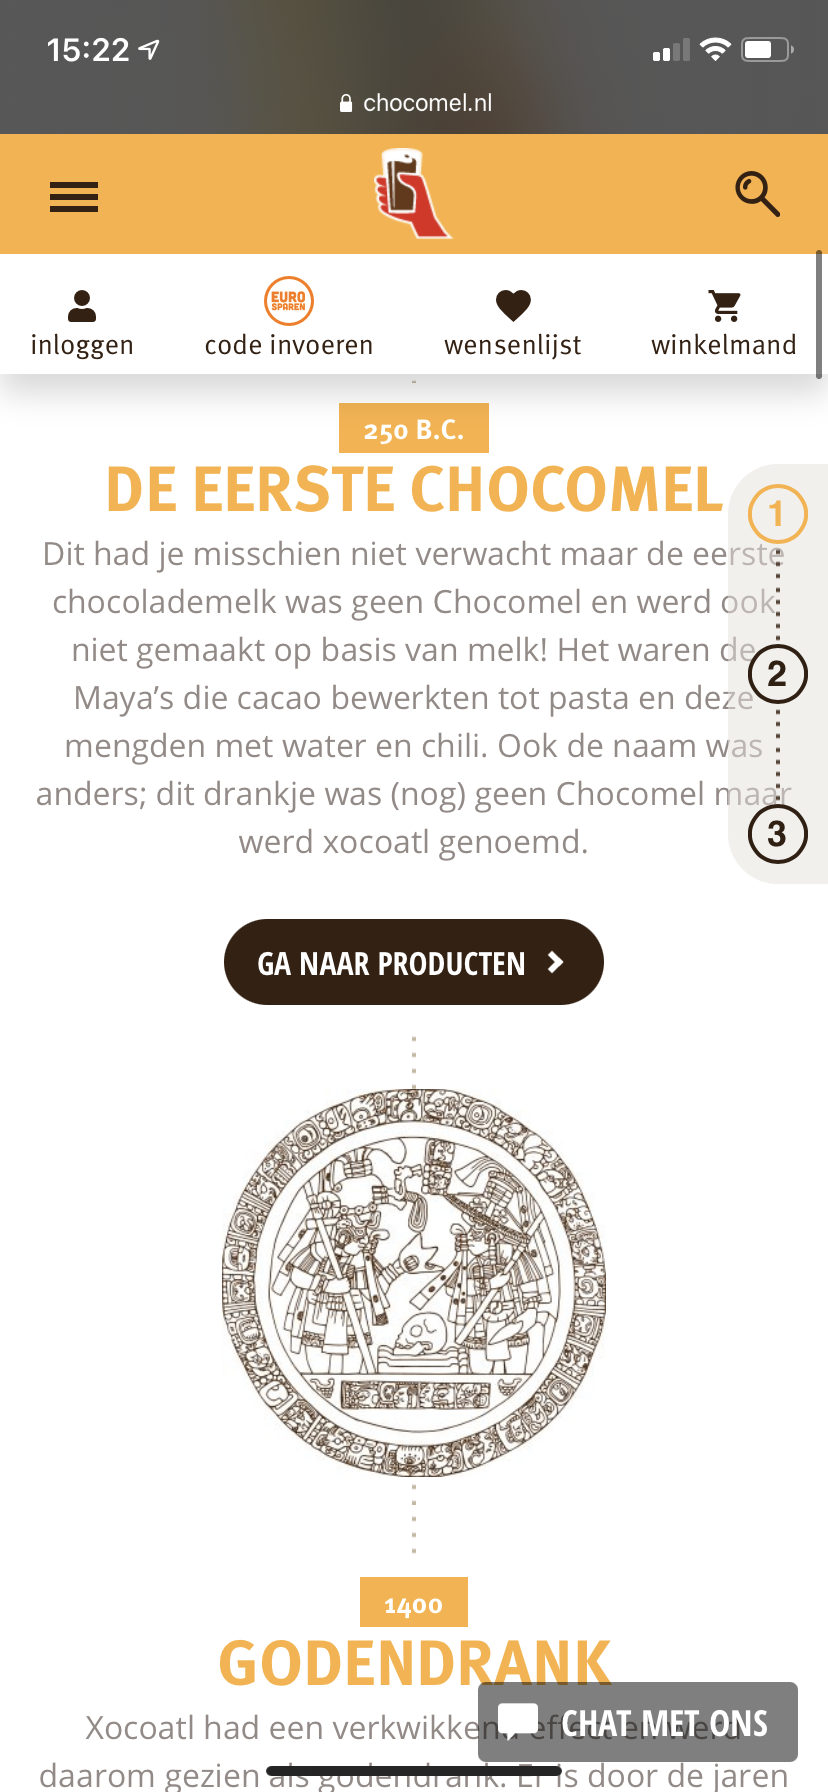 15:22
chocomel.nl
EURO
SPAREN
inloggen
code invoeren
wensenlijst
winkelmand
250 B.C.
DE EERSTE CHOCOMEL
1
Dit had je misschien niet verwacht maar de eerste
chocolademelk was geen Chocomel en werd ook
niet gemaakt op basis van melk! Het waren de
2
Maya's die cacao bewerkten tot pasta en deze
mengden met water en chili. Ook de naam was
anders; dit drankje was (nog) geen Chocomel maar
3
werd xocoatl genoemd.
GA NAAR PRODUCTEN
1400
GODENDRANK
CHAT MET ONS
Xocoatl had een verkwikkend effect en werd
daarom gezien als godendrank. Er is door de jaren